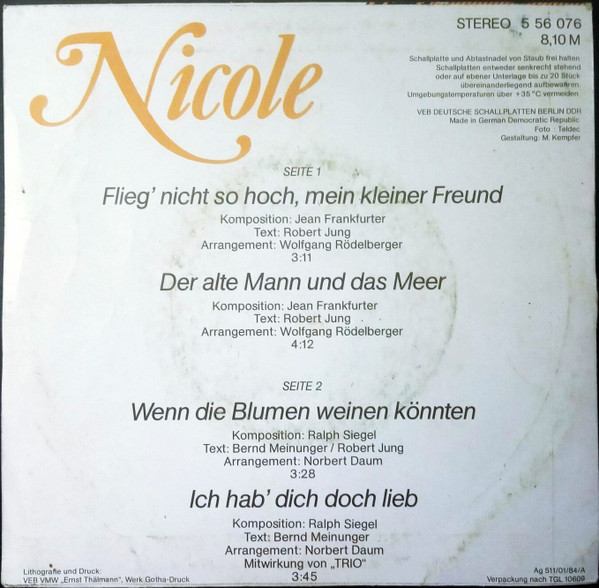 Nicole
STEREO 5 56 076
8,10 M
Schallplatte und Abtastnadel von Staub frei halten
Schallplatten entweder senkrecht stehend
oder auf ebener Unterlage bis zu 20 Stück
übereinanderliegend aufbewahren.
Umgebungstemperaturen über +35°C vermeiden
VEB DEUTSCHE SCHALLPLATTEN BERLIN DDR
Made in German Democratic Republic
Foto : Teldec
Gestaltung: M. Kempfer
SEITE 1
Flieg' nicht so hoch, mein kleiner Freund
Komposition: Jean Frankfurter
Text: Robert Jung
Arrangement: Wolfgang Rödelberger
3:11
Der alte Mann und das Meer
Komposition: Jean Frankfurter
Text: Robert Jung
Arrangement: Wolfgang Rödelberger
4:12
SEITE 2
Wenn die Blumen weinen könnten
Komposition: Ralph Siegel
Text: Bernd Meinunger / Robert Jung
Arrangement: Norbert Daum
3:28
Ich hab' dich doch lieb
Komposition: Ralph Siegel
Text: Bernd Meinunger
Arrangement: Norbert Daum
Mitwirkung von „TRIO"
3:45
Lithografie und Druck:
VEB VMW „Ernst Thälmann", Werk Gotha-Druck
Ag 511/01/84/A
Verpackung nach TGL 10609